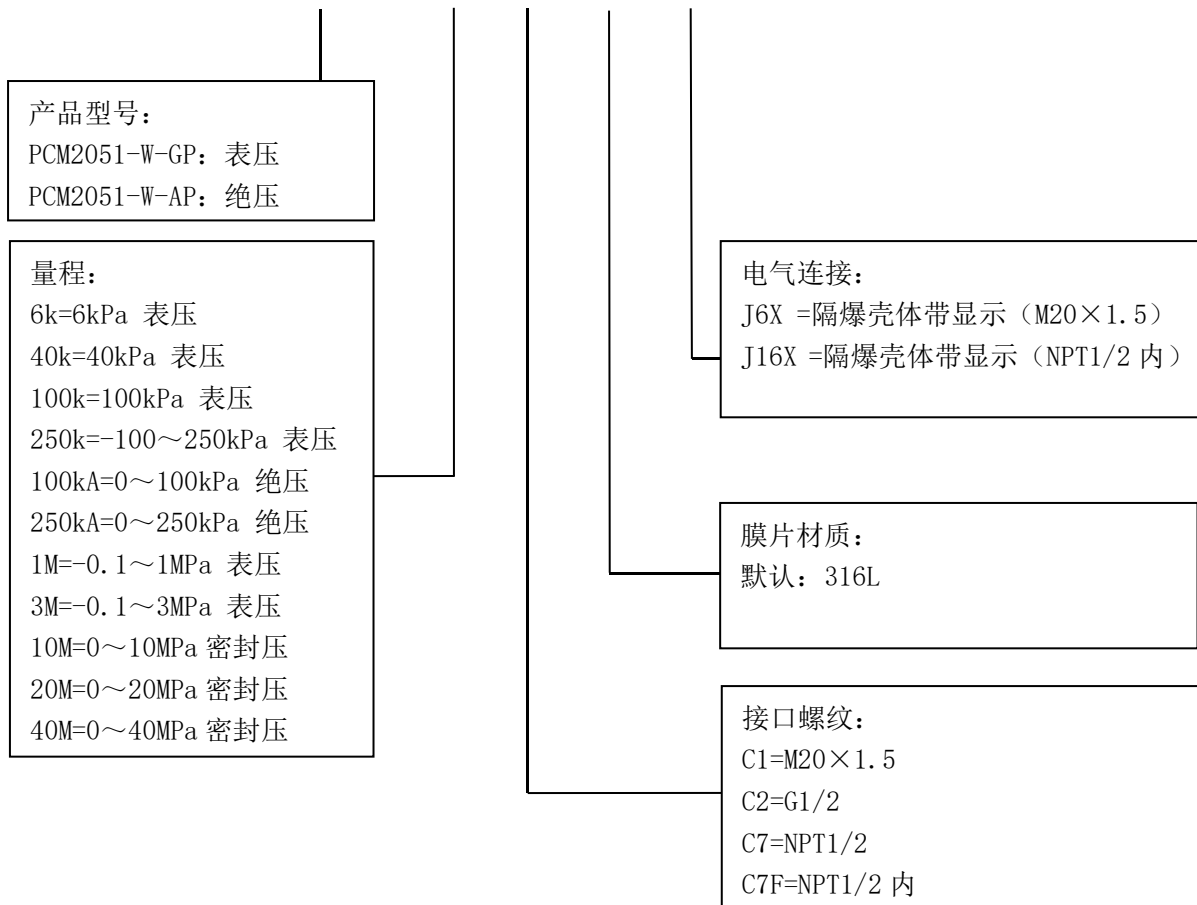 产品型号：
PCM2051-W-GP：表压
PCM2051-W-AP：绝压
量程：
6k=6kPa 表压
40k=40kPa 表压
100k=100kPa 表压
250k=-100～250kPa 表压
100kA=0～100kPa 绝压
250kA=0～250kPa 绝压
1M=-0.1～1MPa 表压
3M=-0.1～3MPa 表压
10M=0～10MPa 密封压
20M=0～20MPa 密封压
40M=0～40MPa 密封压
电气连接：
J6X =隔爆壳体带显示（M20×1.5）
J16X =隔爆壳体带显示（NPT1/2 内）
膜片材质：
默认：316L
接口螺纹：
C1=M20×1.5
C2=G1/2
C7=NPT1/2
C7F=NPT1/2 内